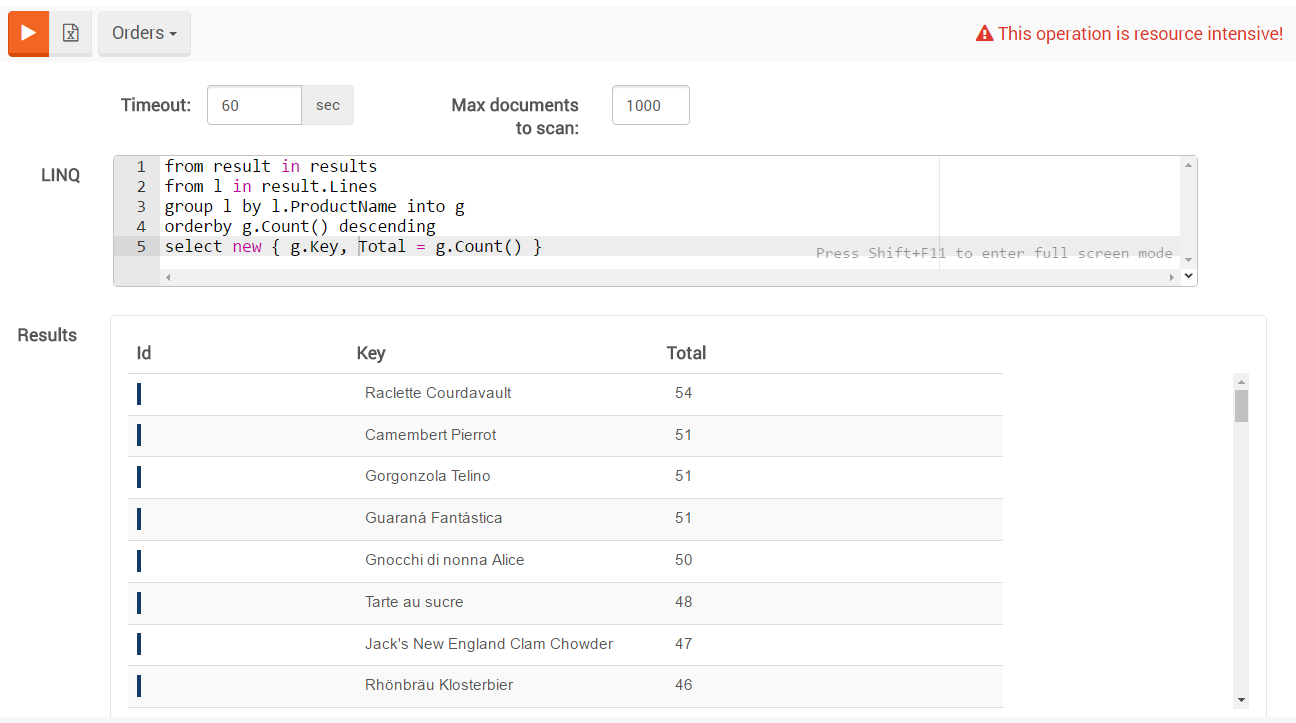 Orders
This operation is resource intensive!
Timeout: 60 sec
Max documents to scan: 1000
LINQ
1 from result in results
2 from l in result.Lines
3 group l by l.ProductName into g
4 orderby g.Count() descending
5 select new { g.Key, Total = g.Count() }
Press Shift+F11 to enter full screen mode
Results
Id Key Total
Raclette Courdavault 54
Camembert Pierrot 51
Gorgonzola Telino 51
Guaraná Fantástica 51
Gnocchi di nonna Alice 50
Tarte au sucre 48
Jack's New England Clam Chowder 47
Rhönbräu Klosterbier 46